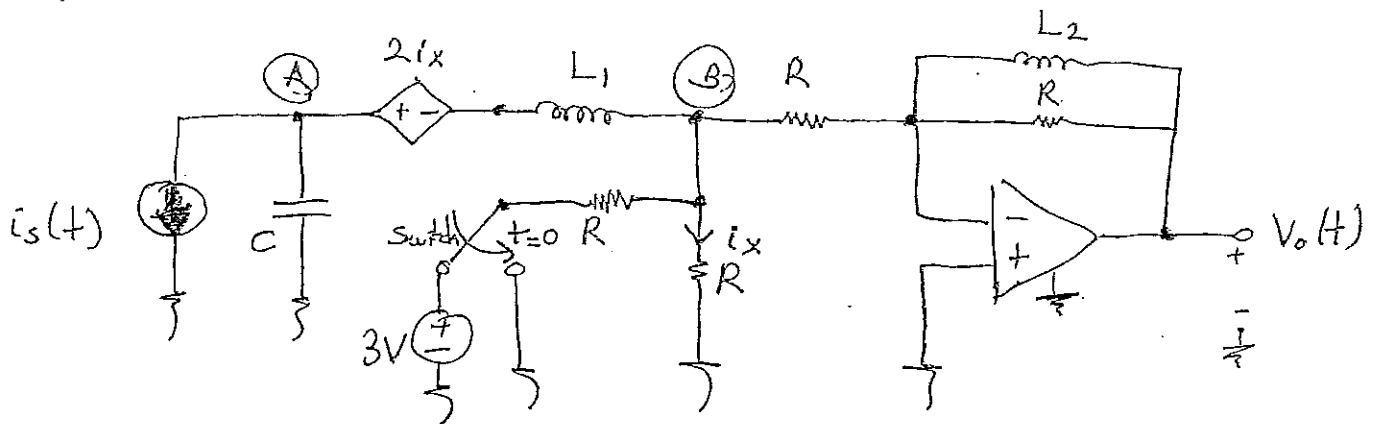 2ix
L1
L2
A
B
R
R
is(t)
C
Switch
t=0
R
ix
R
3V
+
-
Vo(t)
+
-